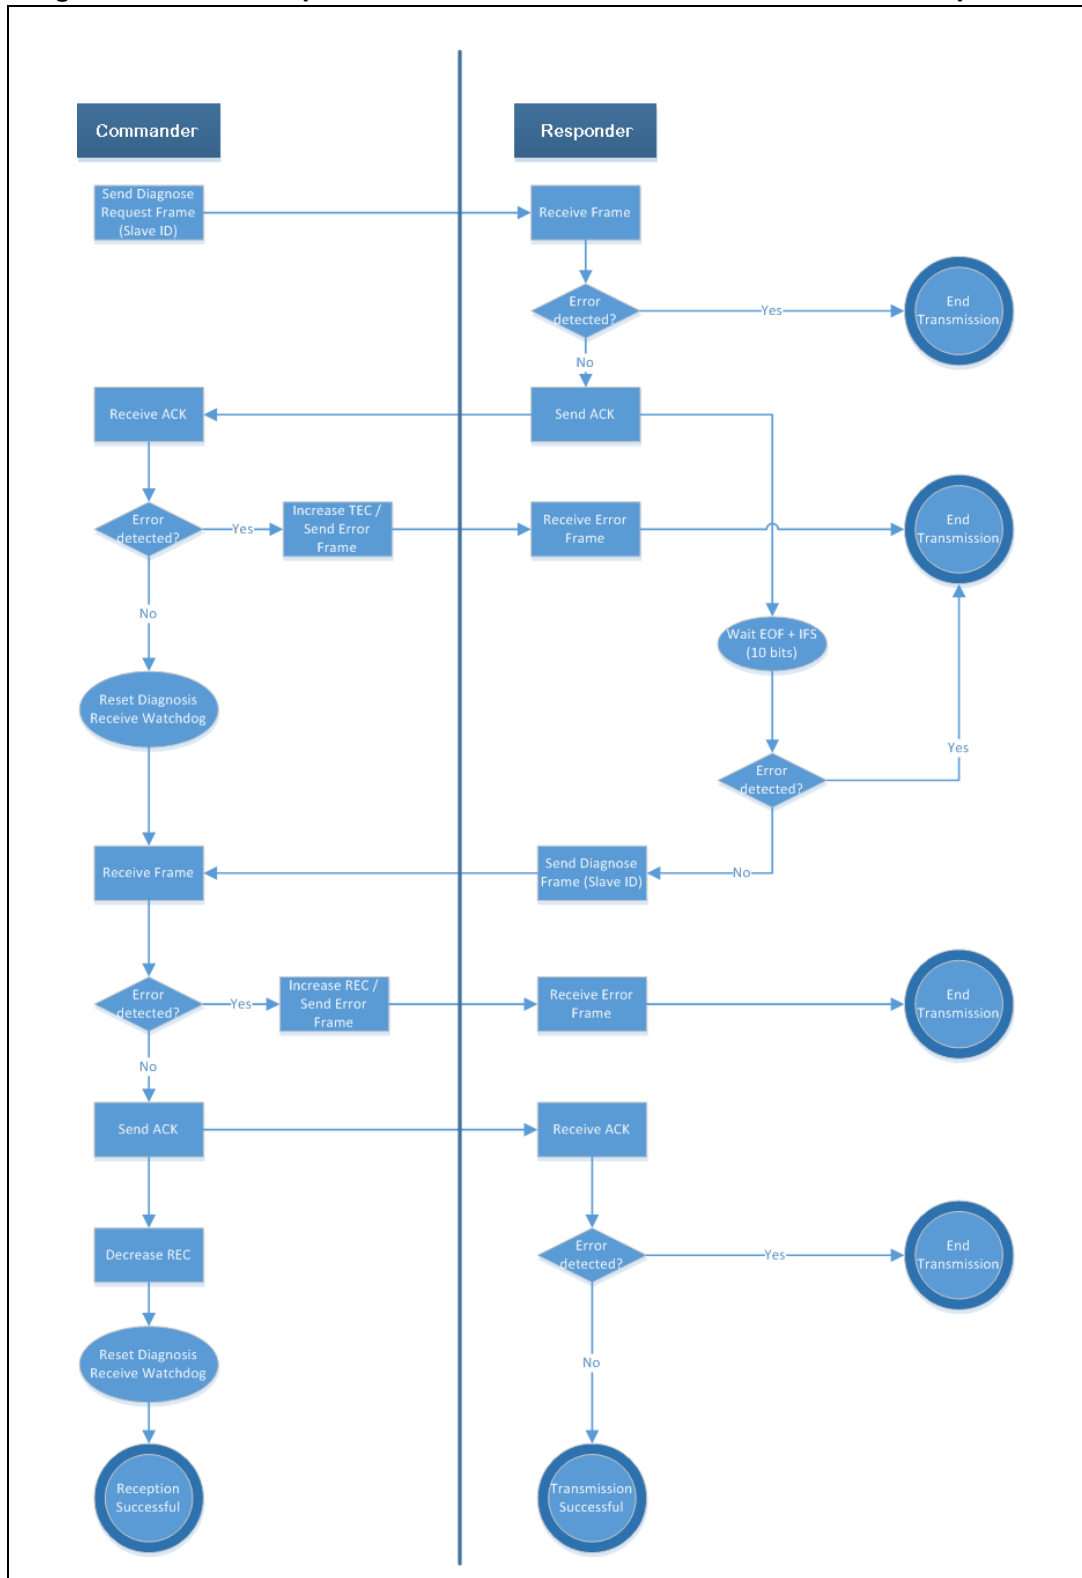 Commander
Responder
Send Diagnose
Request Frame
(Slave ID)
Receive Frame
Error
detected?
Yes
End
Transmission
No
Receive ACK
Send ACK
Error
detected?
Yes
Increase TEC /
Send Error
Frame
Receive Error
Frame
End
Transmission
No
Wait EOF + IFS
(10 bits)
Reset Diagnosis
Receive Watchdog
Yes
Error
detected?
Receive Frame
Send Diagnose
Frame (Slave ID)
No
Error
detected?
Yes
Increase REC /
Send Error
Frame
Receive Error
Frame
End
Transmission
No
Send ACK
Receive ACK
Decrease REC
Error
detected?
Yes
End
Transmission
Reset Diagnosis
Receive Watchdog
No
Reception
Successful
Transmission
Successful